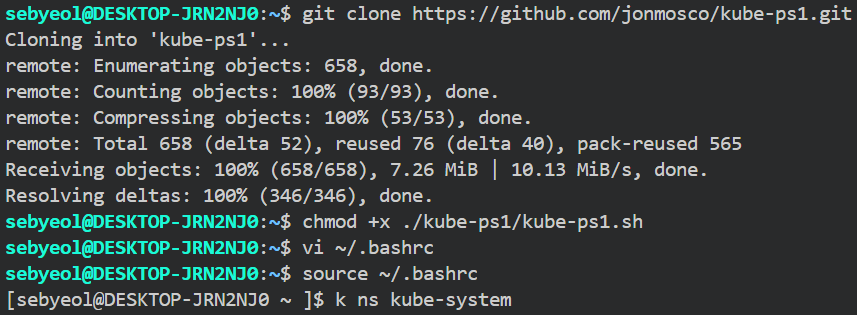 sebyeol@DESKTOP-JRN2NJ0:~$ git clone https://github.com/jonmosco/kube-ps1.git
Cloning into 'kube-ps1'...
remote: Enumerating objects: 658, done.
remote: Counting objects: 100% (93/93), done.
remote: Compressing objects: 100% (53/53), done.
remote: Total 658 (delta 52), reused 76 (delta 40), pack-reused 565
Receiving objects: 100% (658/658), 7.26 MiB | 10.13 MiB/s, done.
Resolving deltas: 100% (346/346), done.
sebyeol@DESKTOP-JRN2NJ0:~$ chmod +x ./kube-ps1/kube-ps1.sh
sebyeol@DESKTOP-JRN2NJ0:~$ vi ~/.bashrc
sebyeol@DESKTOP-JRN2NJ0:~$ source ~/.bashrc
[sebyeol@DESKTOP-JRN2NJ0 ~ ]$ k ns kube-system